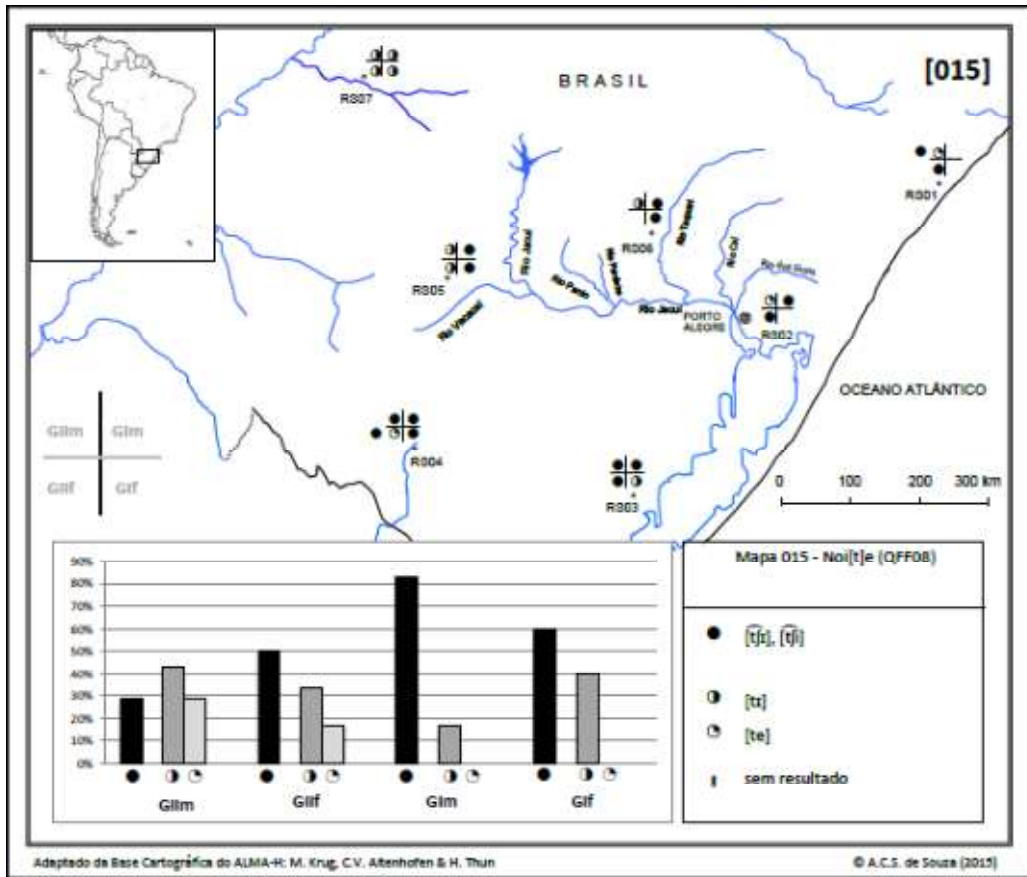 [015]
BRASIL
RS07
RS01
RS06
Rio Taquari
Rio Caí
Rio Jacuí
RS05
Rio Pardo
Rio Jacuí
PORTO
ALEGRE
RS02
OCEANO ATLÂNTICO
GIIm GIm
GIIf GIf
RS04
RS03
0 100 200 300 km
90%
80%
70%
60%
50%
40%
30%
20%
10%
0%
GIIm GIIf GIm GIf
Mapa 015 - Noi[t]e (QFF08)
[t͡ʃɪ], [t͡ʃi]
[tɪ]
[te]
sem resultado
Adaptado da Base Cartográfica do ALMA-H: M. Krug, C.V. Altenhofen & H. Thun
© A.C.S. de Souza (2015)